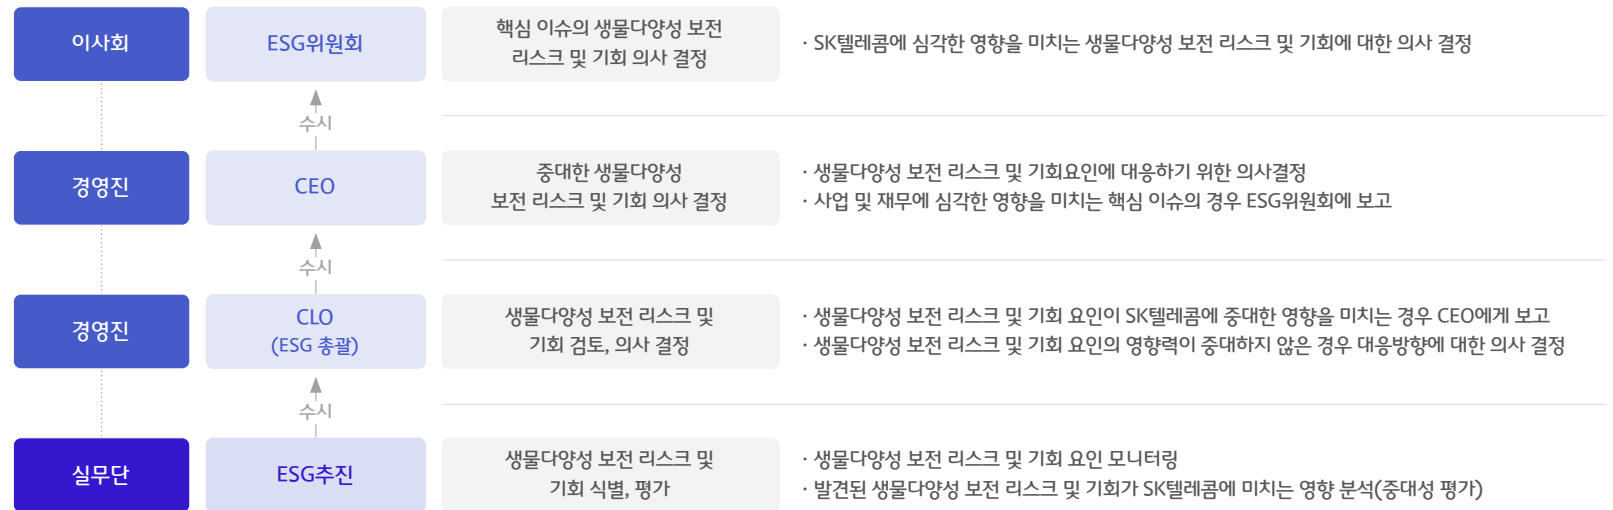 이사회
ESG위원회
핵심 이슈의 생물다양성 보전
리스크 및 기회 의사 결정
· SK텔레콤에 심각한 영향을 미치는 생물다양성 보전 리스크 및 기회에 대한 의사 결정
수시
경영진
CEO
중대한 생물다양성
보전 리스크 및 기회 의사 결정
· 생물다양성 보전 리스크 및 기회요인에 대응하기 위한 의사결정
· 사업 및 재무에 심각한 영향을 미치는 핵심 이슈의 경우 ESG위원회에 보고
수시
경영진
CLO
(ESG 총괄)
생물다양성 보전 리스크 및
기회 검토, 의사 결정
· 생물다양성 보전 리스크 및 기회 요인이 SK텔레콤에 중대한 영향을 미치는 경우 CEO에게 보고
· 생물다양성 보전 리스크 및 기회 요인의 영향력이 중대하지 않은 경우 대응방향에 대한 의사 결정
수시
실무단
ESG추진
생물다양성 보전 리스크 및
기회 식별, 평가
· 생물다양성 보전 리스크 및 기회 요인 모니터링
· 발견된 생물다양성 보전 리스크 및 기회가 SK텔레콤에 미치는 영향 분석(중대성 평가)